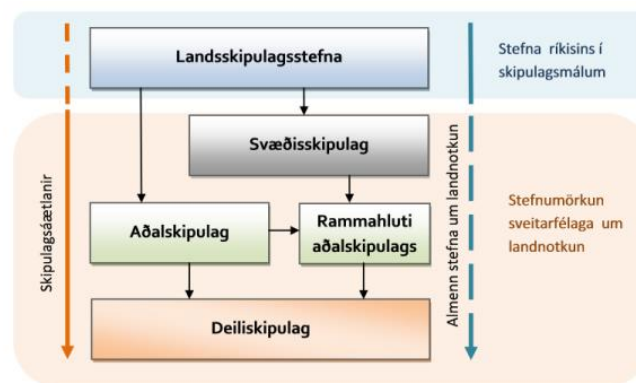 Landsskipulagsstefna
Stefna ríkisins í
skipulagsmálum
Svæðisskipulag
Aðalskipulag
Rammahluti
aðalskipulags
Deiliskipulag
Skipulagsáætlanir
Almenn stefna um landnotkun
Stefnumörkun
sveitarfélaga um
landnotkun